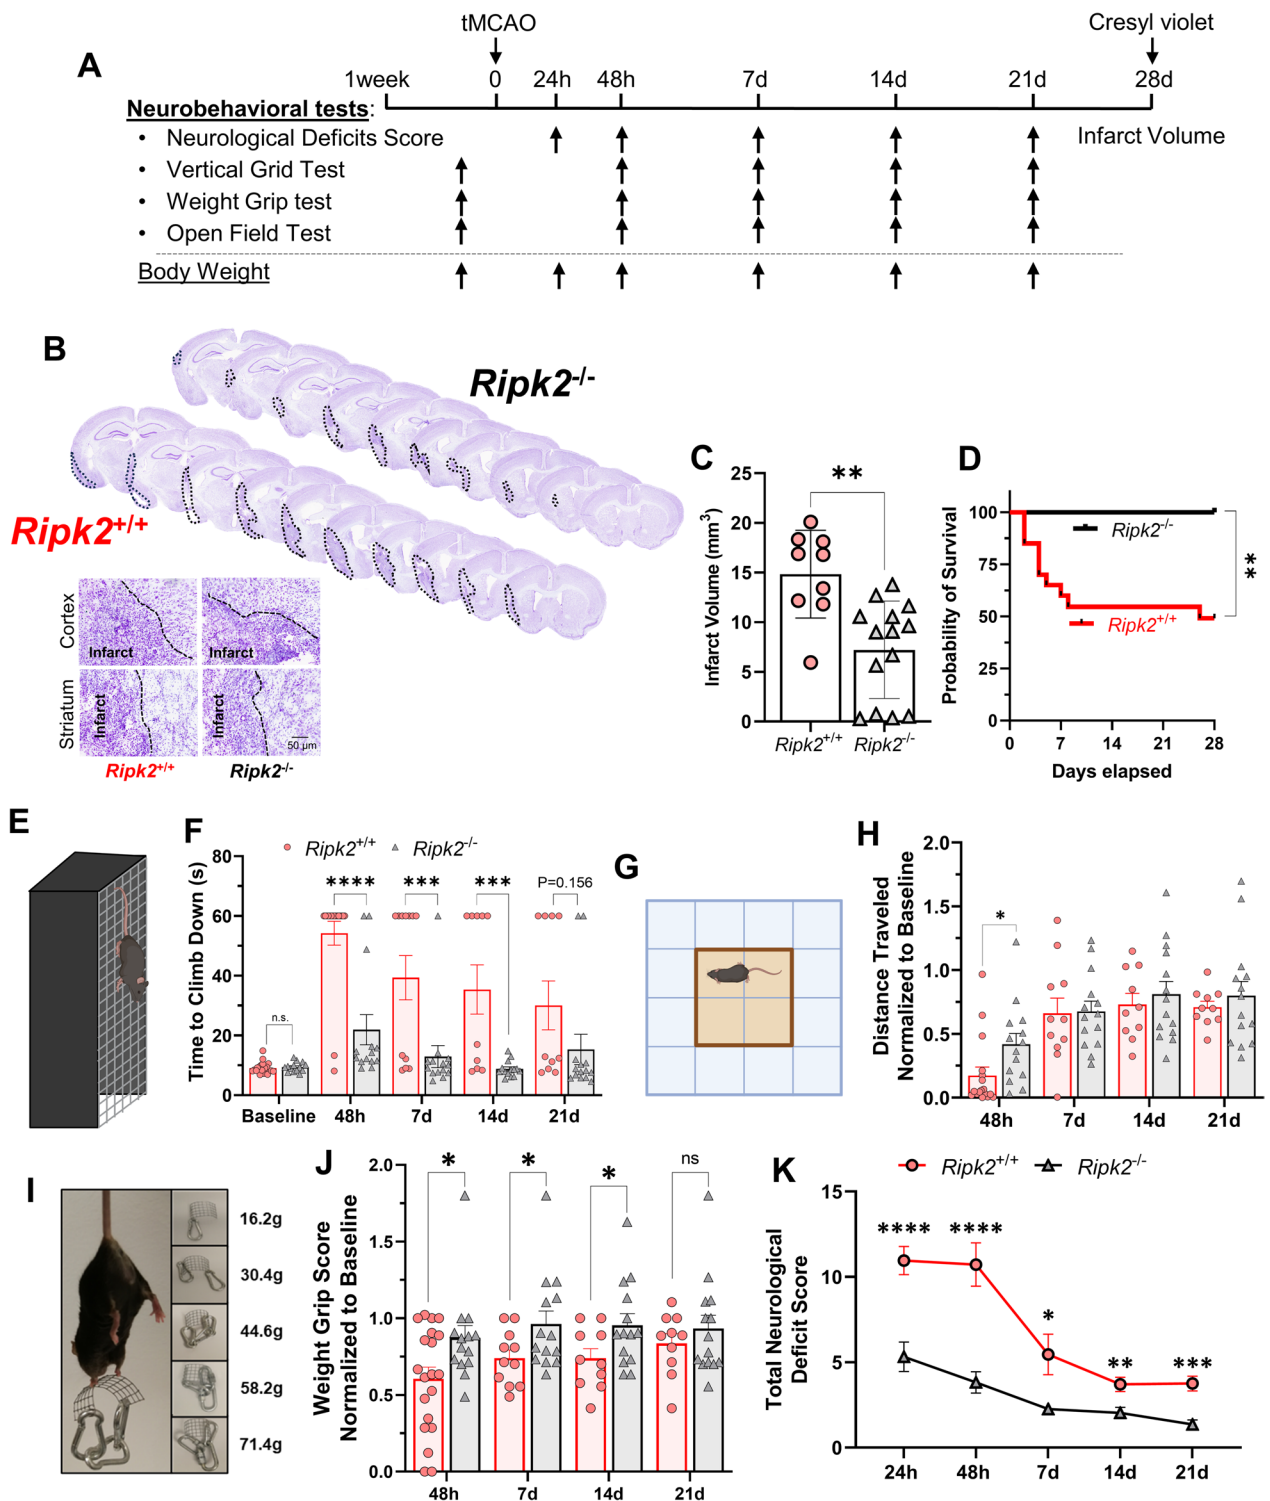 A
tMCAO
Cresyl violet
1week
0
24h
48h
7d
14d
21d
28d
Neurobehavioral tests:
• Neurological Deficits Score
Infarct Volume
• Vertical Grid Test
• Weight Grip test
• Open Field Test
Body Weight
B
Ripk2-/-
Ripk2+/+
Cortex
Infarct
Infarct
Striatum
Infarct
Infarct
50 µm
Ripk2+/+
Ripk2-/-
C
Infarct Volume (mm3)
25
20
15
10
5
0
**
Ripk2+/+
Ripk2-/-
D
Probability of Survival
100
75
50
25
0
Ripk2-/-
Ripk2+/+
**
0
7
14
21
28
Days elapsed
E
F
Ripk2+/+
Ripk2-/-
Time to Climb Down (s)
80
60
40
20
0
n.s.
****
***
***
P=0.156
Baseline
48h
7d
14d
21d
G
H
Distance Traveled
Normalized to Baseline
2.0
1.5
1.0
0.5
0.0
*
48h
7d
14d
21d
I
16.2g
30.4g
44.6g
58.2g
71.4g
J
Weight Grip Score
Normalized to Baseline
2.0
1.5
1.0
0.5
0.0
*
*
*
ns
48h
7d
14d
21d
K
Ripk2+/+
Ripk2-/-
Total Neurological
Deficit Score
15
10
5
0
****
****
*
**
***
24h
48h
7d
14d
21d